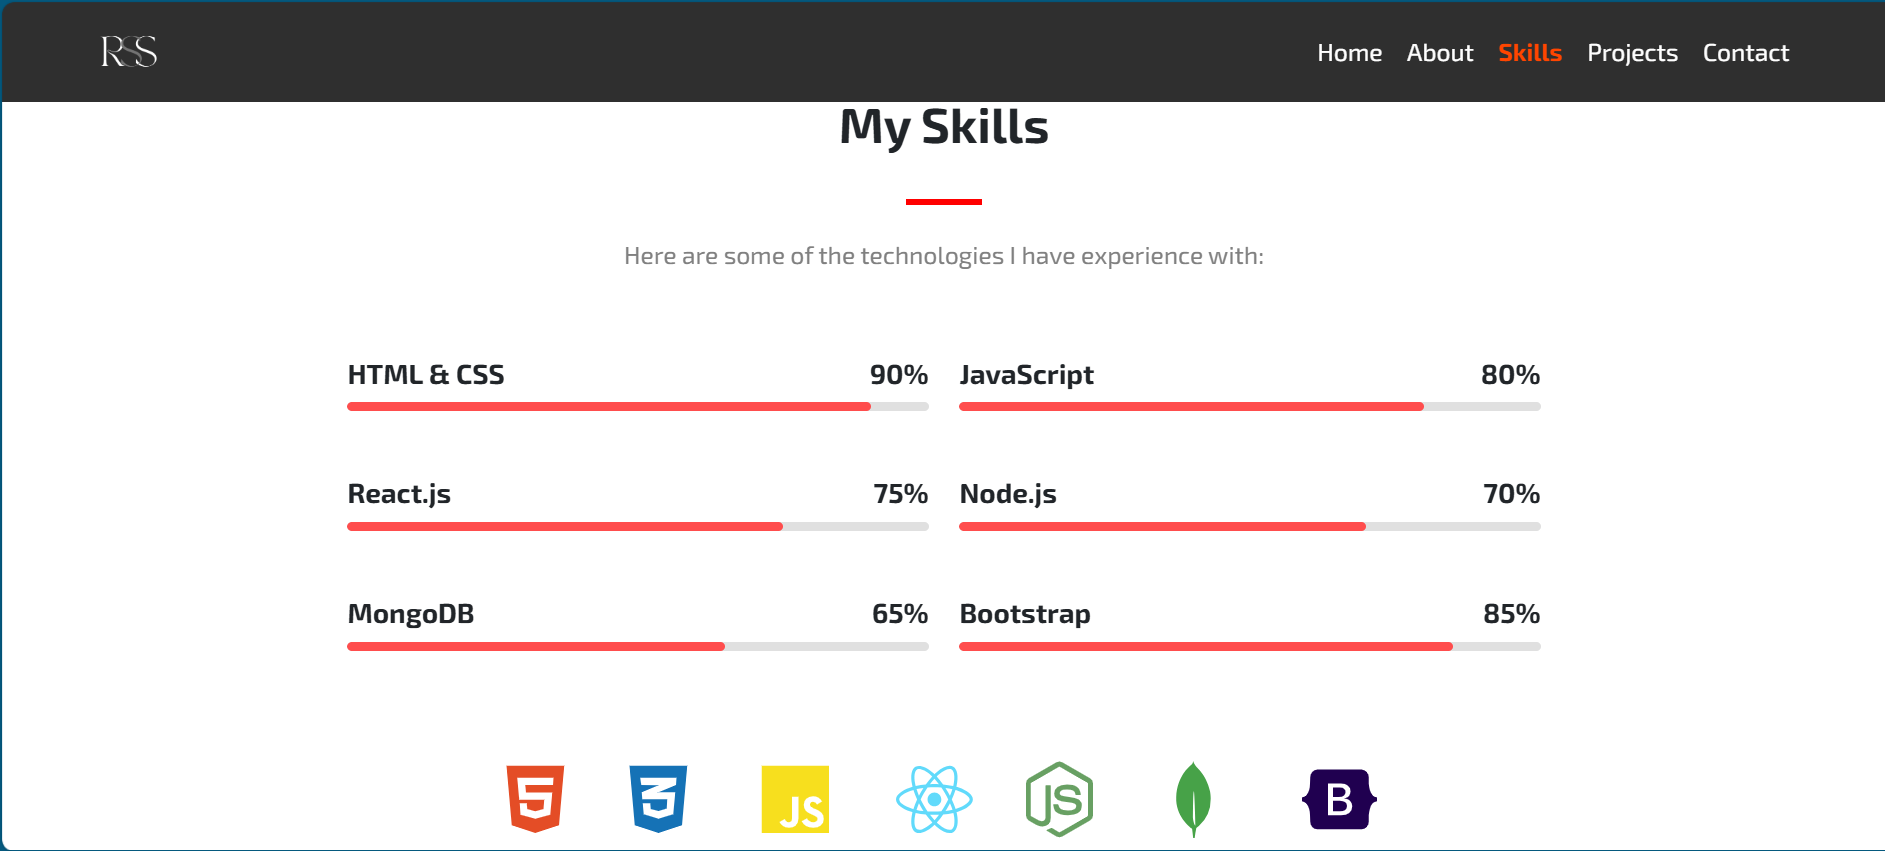 RSS
Home About Skills Projects Contact
My Skills
Here are some of the technologies I have experience with:
HTML & CSS 90%
JavaScript 80%
React.js 75%
Node.js 70%
MongoDB 65%
Bootstrap 85%
5 3 JS JS B